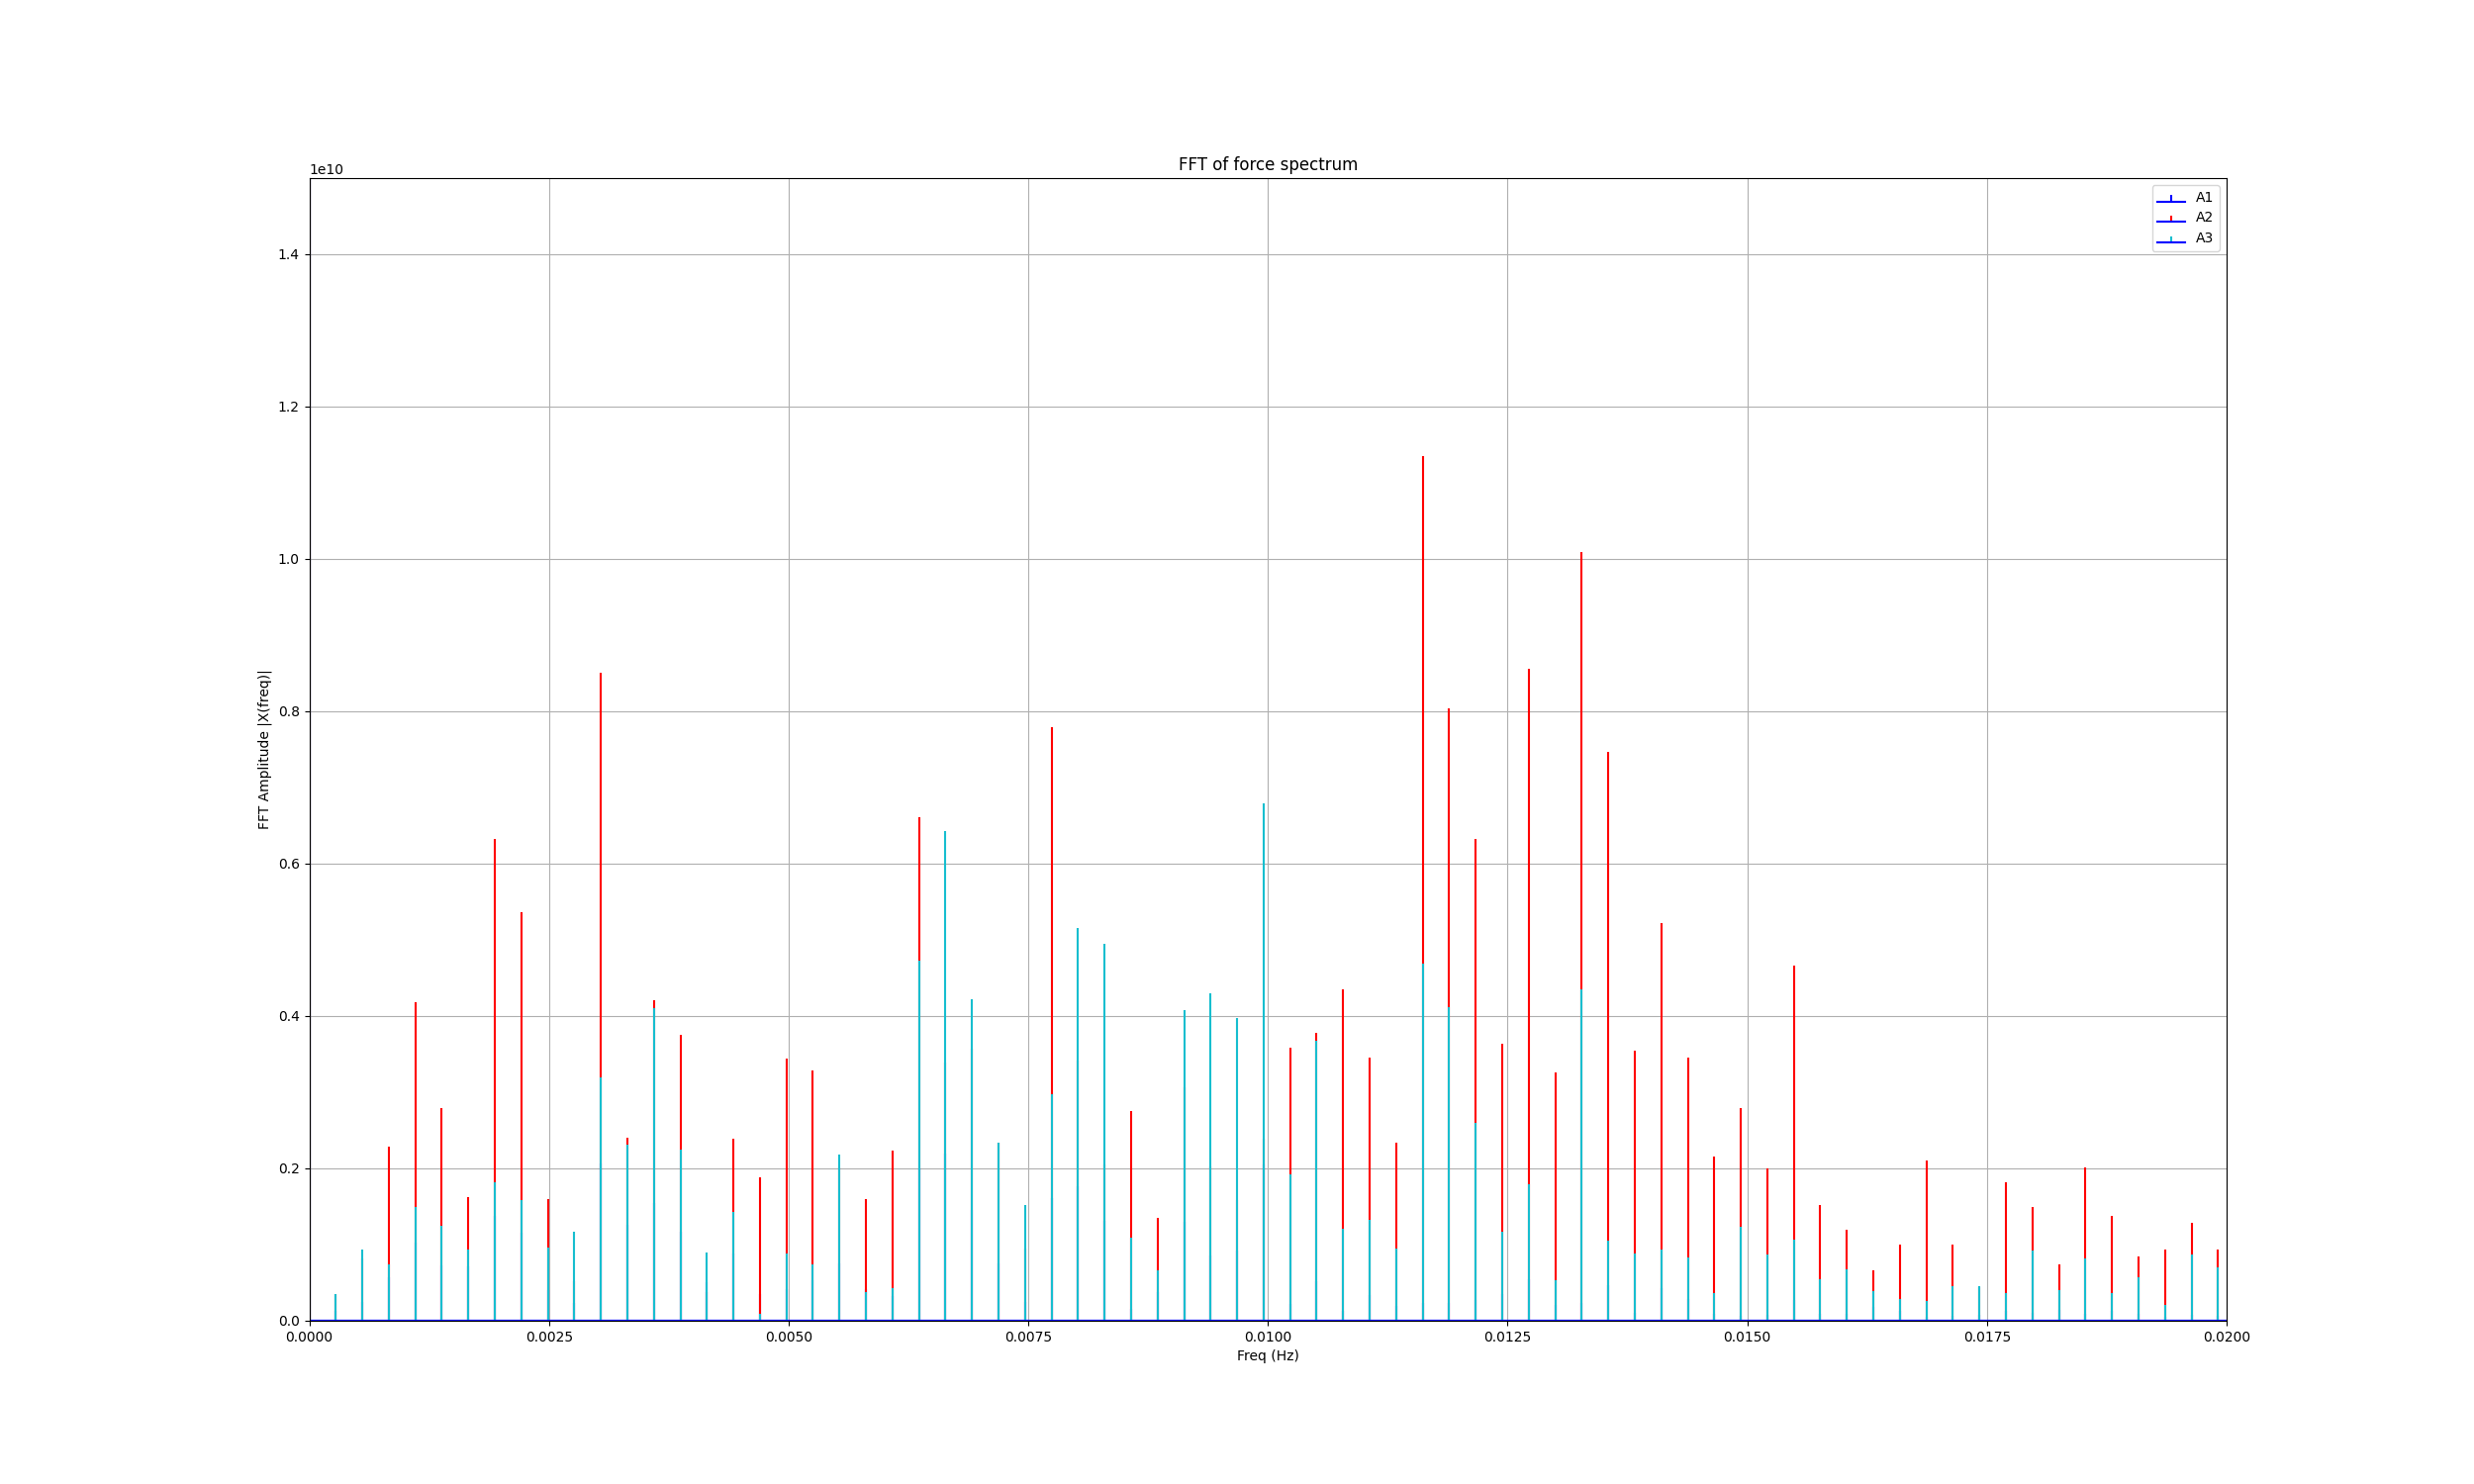 FFT of force spectrum
1e10
A1
A2
A3
1.4
1.2
1.0
0.8
0.6
0.4
0.2
0.0
FFT Amplitude |X(freq)|
0.0000 0.0025 0.0050 0.0075 0.0100 0.0125 0.0150 0.0175 0.0200
Freq (Hz)